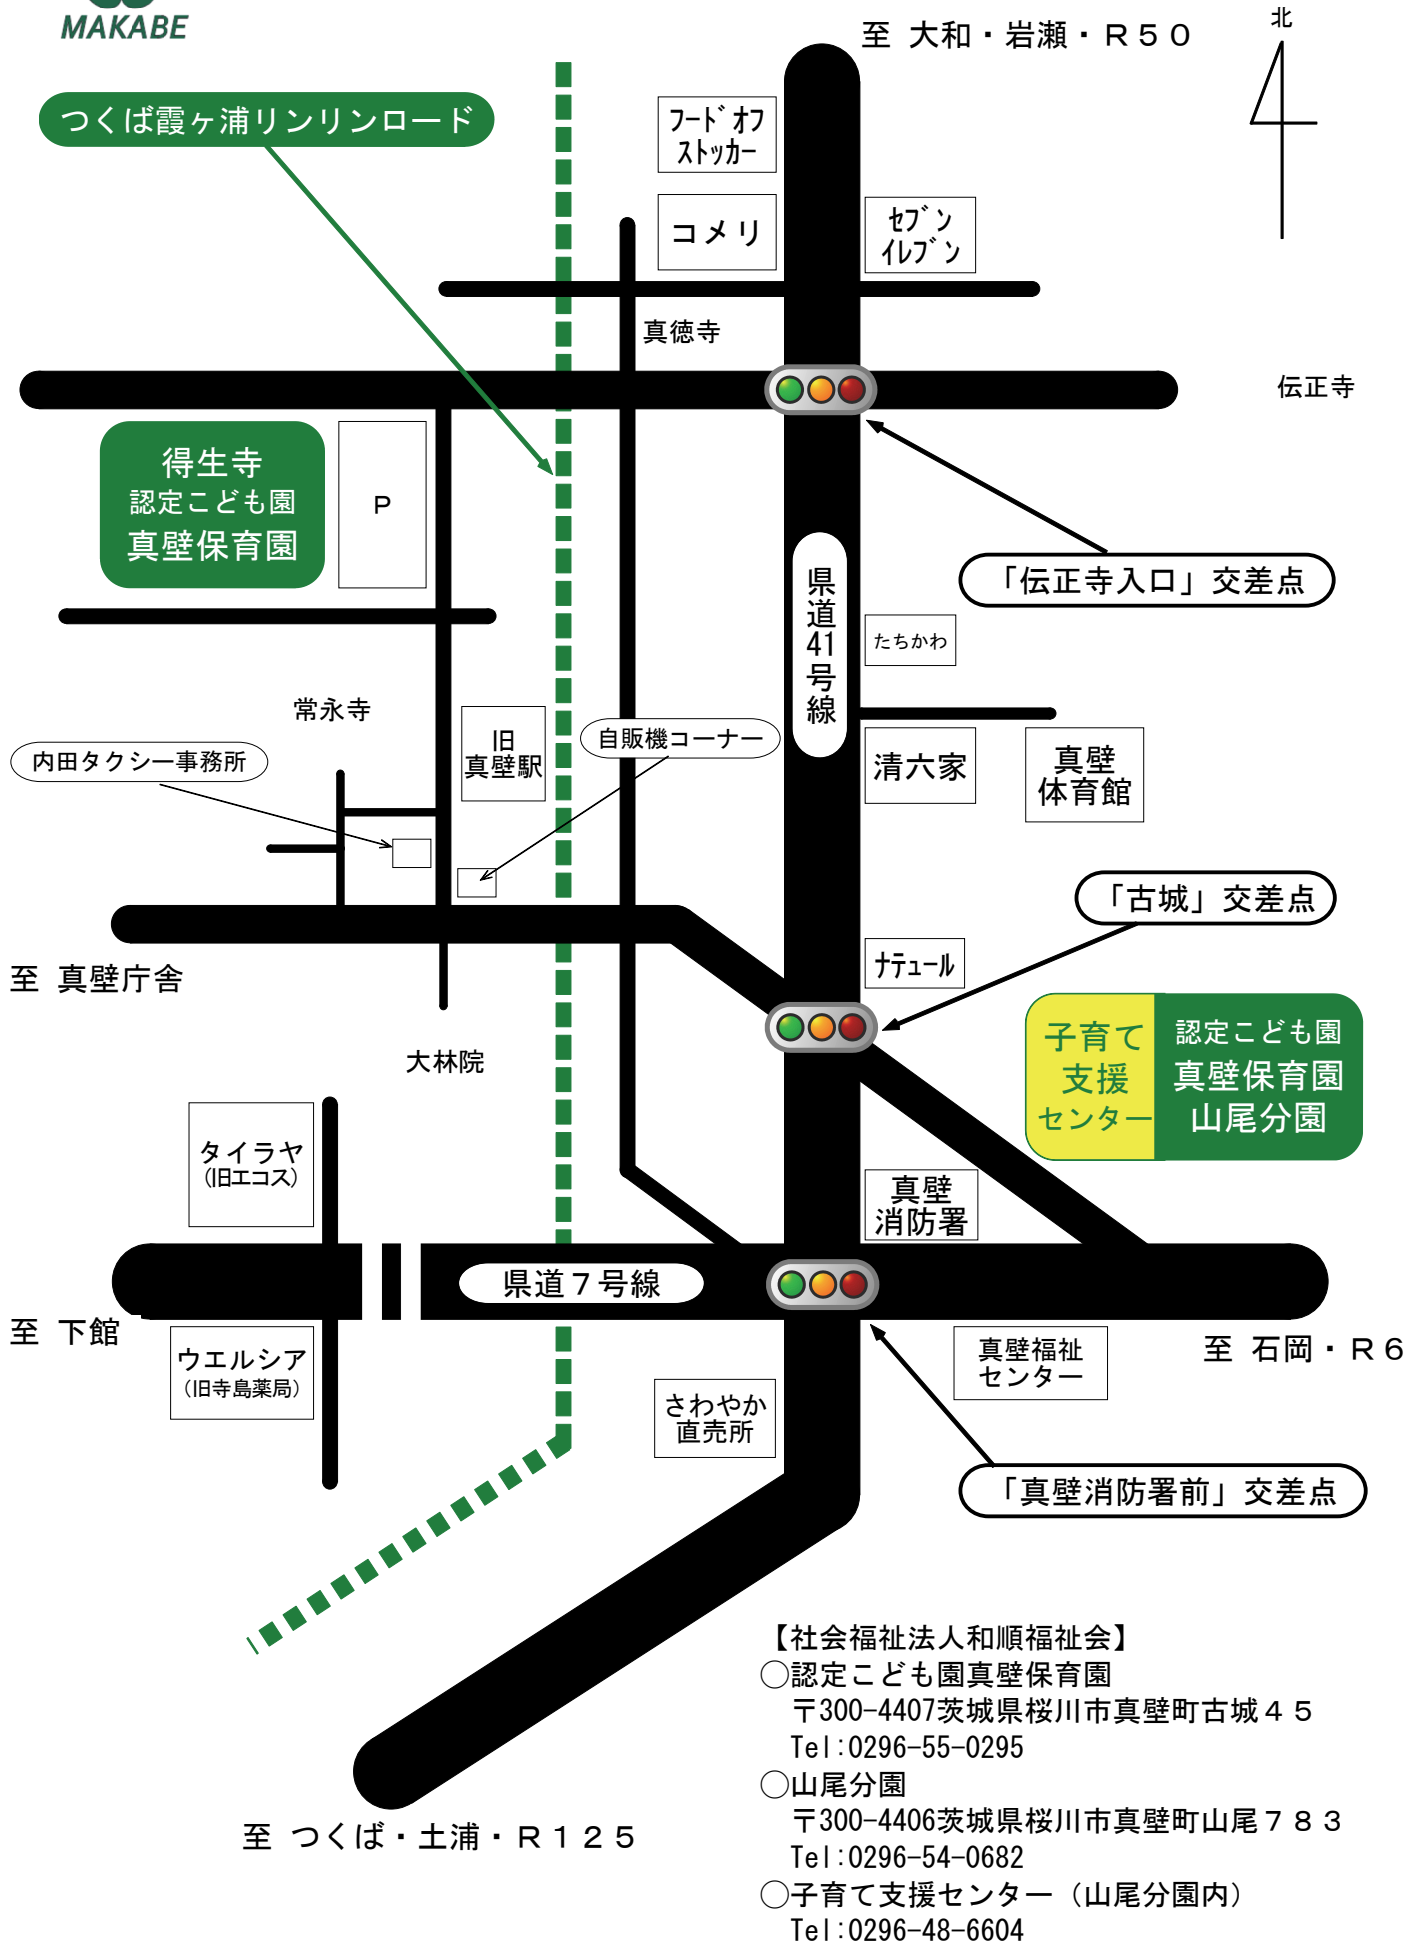 MAKABE
至 大和・岩瀬・R50
北
つくば霞ヶ浦リンリンロード
フードオフ
ストッカー
コメリ
セブン
イレブン
真徳寺
伝正寺
得生寺
認定こども園
真壁保育園
P
「伝正寺入口」交差点
県道41号線
たちかわ
常永寺
旧
真壁駅
自販機コーナー
内田タクシー事務所
清六家
真壁
体育館
「古城」交差点
ナチュール
至 真壁庁舎
大林院
子育て
支援
センター
認定こども園
真壁保育園
山尾分園
タイラヤ
(旧エコス)
真壁
消防署
県道7号線
至 下館
ウエルシア
(旧寺島薬局)
真壁福祉
センター
至 石岡・R6
さわやか
直売所
「真壁消防署前」交差点
【社会福祉法人和順福祉会】
○認定こども園真壁保育園
〒300-4407茨城県桜川市真壁町古城45
Tel:0296-55-0295
○山尾分園
〒300-4406茨城県桜川市真壁町山尾783
Tel:0296-54-0682
○子育て支援センター(山尾分園内)
Tel:0296-48-6604
至 つくば・土浦・R125